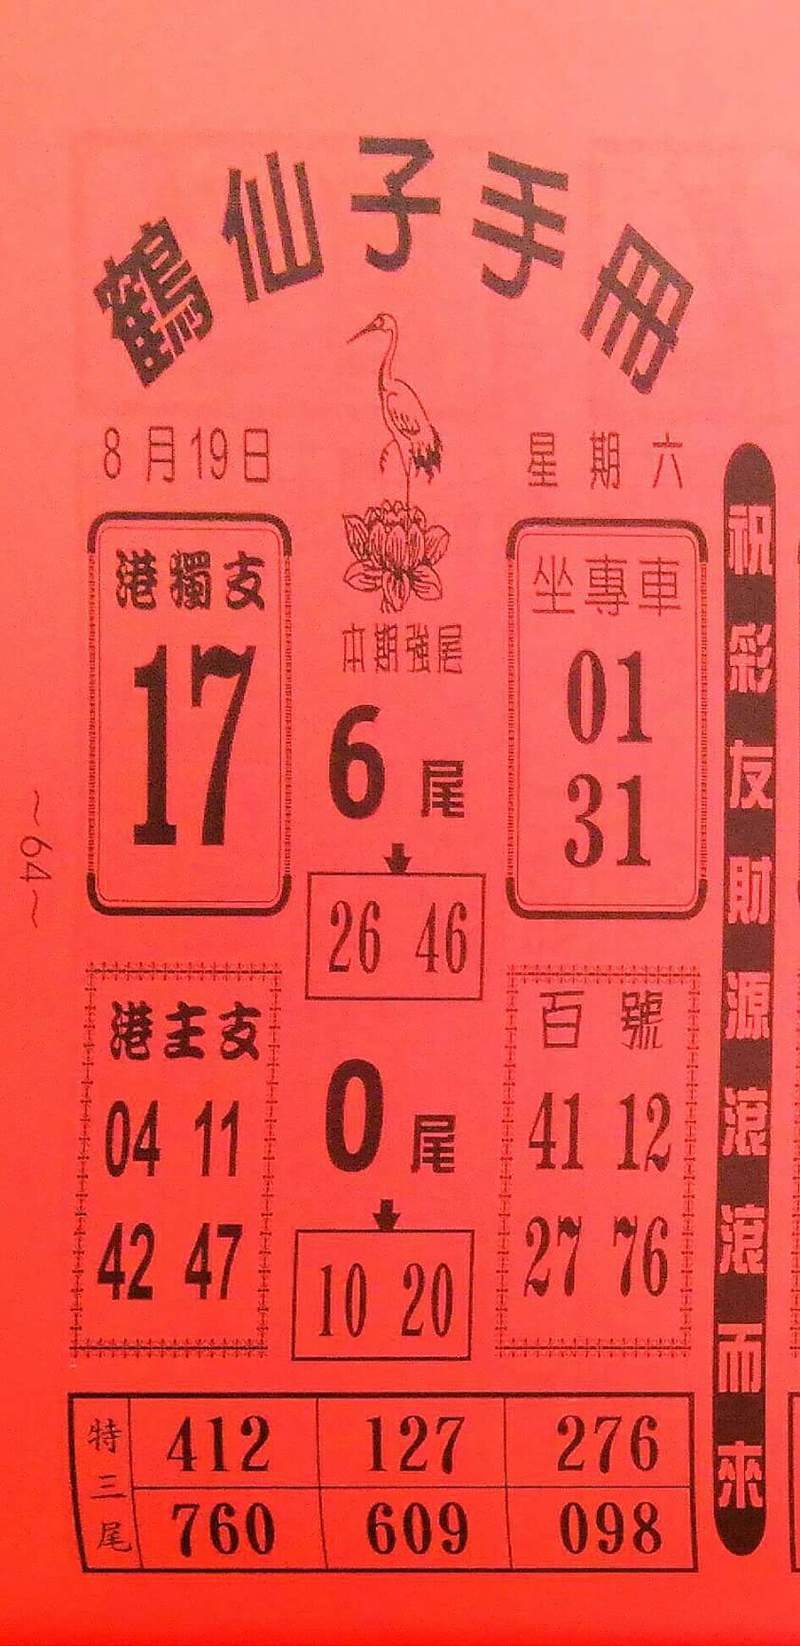 鶴仙子手冊
8月19日
星期六
港獨支
17
本期強尾
6尾
26 46
坐專車
01
31
港主支
04 11
42 47
0尾
10 20
百號
41 12
27 76
特三尾
412 127 276
760 609 098
祝彩友財源滾滾而來
~64~